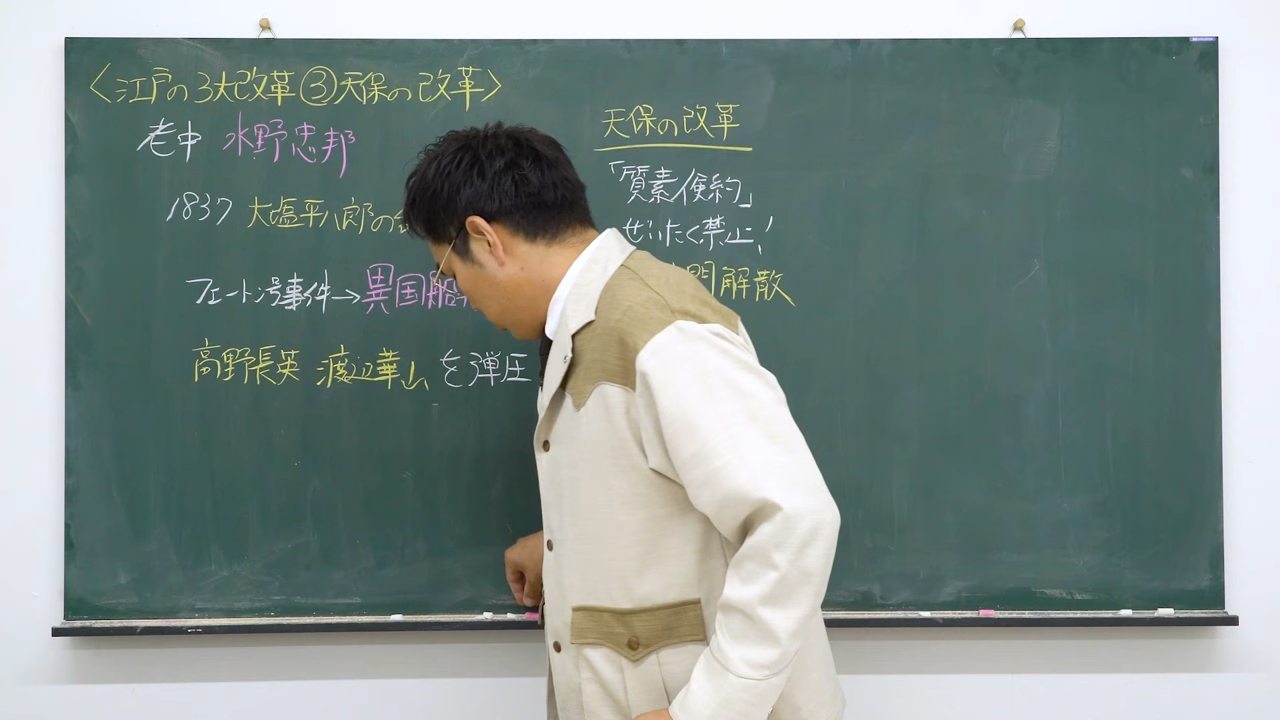 〈江戸の3大改革③天保の改革〉
老中 水野忠邦
1837 大塩平八郎の
フェートン号事件→異国船
高野長英 渡辺華山 を弾圧
天保の改革
「質素倹約」
ぜいたく禁止!
間解散